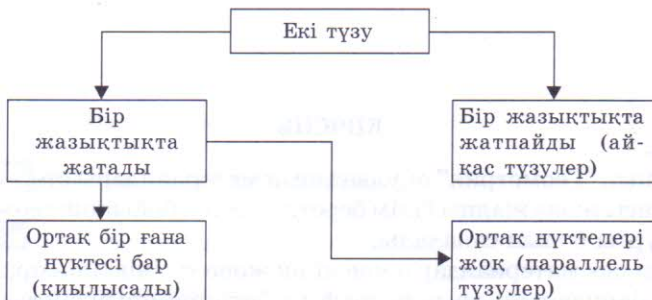 Екі түзу
Бір
жазықтықта
жатады
Бір жазықтықта
жатпайды (ай-
қас түзулер)
Ортақ бір ғана
нүктесі бар
(қиылысады)
Ортақ нүктелері
жоқ (параллель
түзулер)